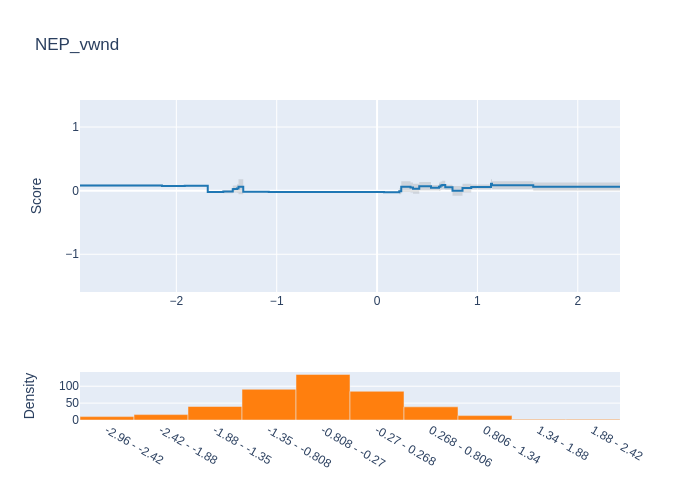 NEP_vwnd
Score
1
0
−1
−2
−1
0
1
2
Density
100
50
0
-2.96 - -2.42
-2.42 - -1.88
-1.88 - -1.35
-1.35 - -0.808
-0.808 - -0.27
-0.27 - 0.268
0.268 - 0.806
0.806 - 1.34
1.34 - 1.88
1.88 - 2.42